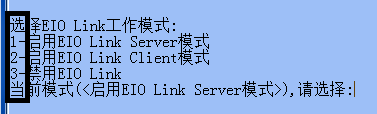 选择EIO Link工作模式:
1-启用EIO Link Server模式
2-启用EIO Link Client模式
3-禁用EIO Link
当前模式(<启用EIO Link Server模式>),请选择: